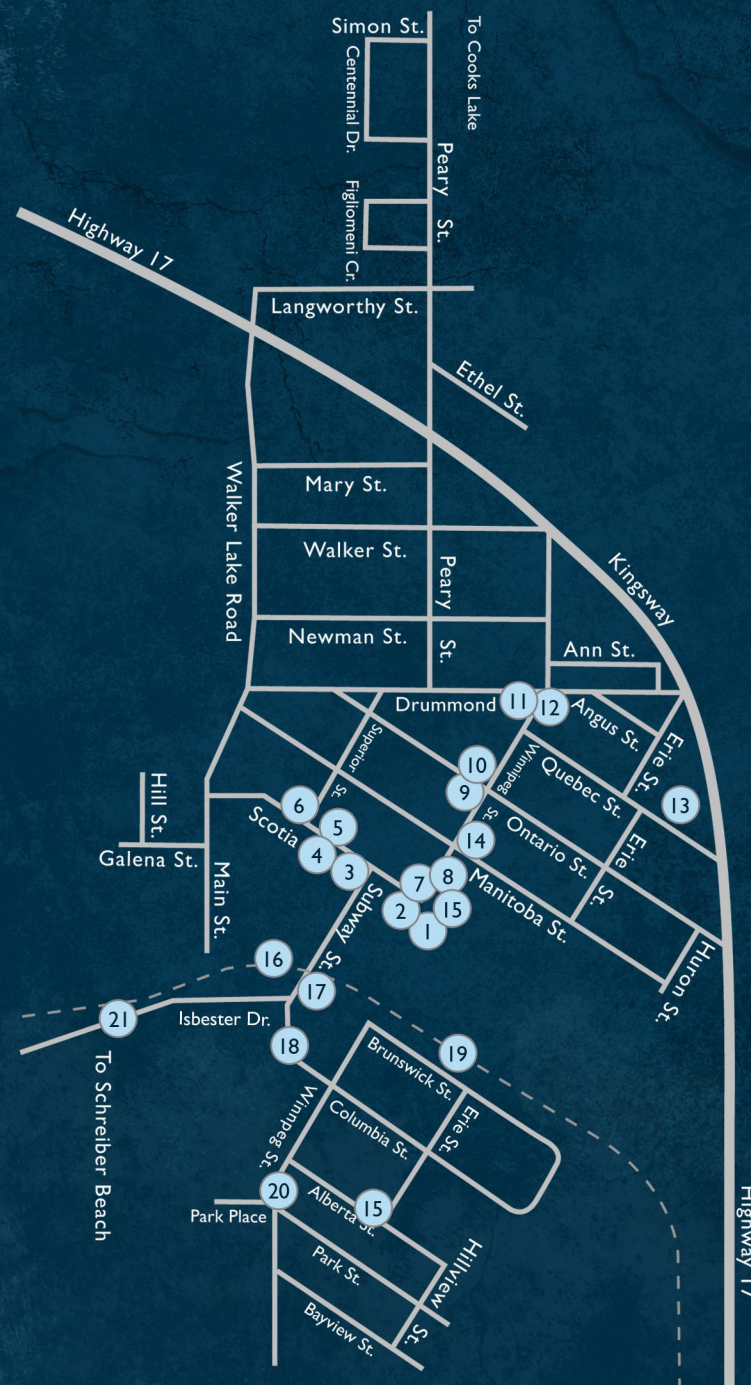 Simon St.
To Cooks Lake
Centennial Dr.
Peary St.
Figliomeni Cr.
Highway 17
Langworthy St.
Ethel St.
Walker Lake Road
Mary St.
Walker St.
Peary St.
Kingsway
Newman St.
Ann St.
Drummond
11
12
Angus St.
Superior St.
Erie St.
Winnipeg St.
10
9
Quebec St.
13
Hill St.
6
5
Scotia
4
3
14
Ontario St.
Erie St.
Galena St.
Main St.
Subway St.
7
8
2
15
1
Manitoba St.
Huron St.
16
17
21
Isbester Dr.
18
19
To Schreiber Beach
Brunswick St.
Winnipeg St.
Columbia St.
Erie St.
20
Park Place
Alberta St.
15
Park St.
Hillview St.
Bayview St.
Highway 17